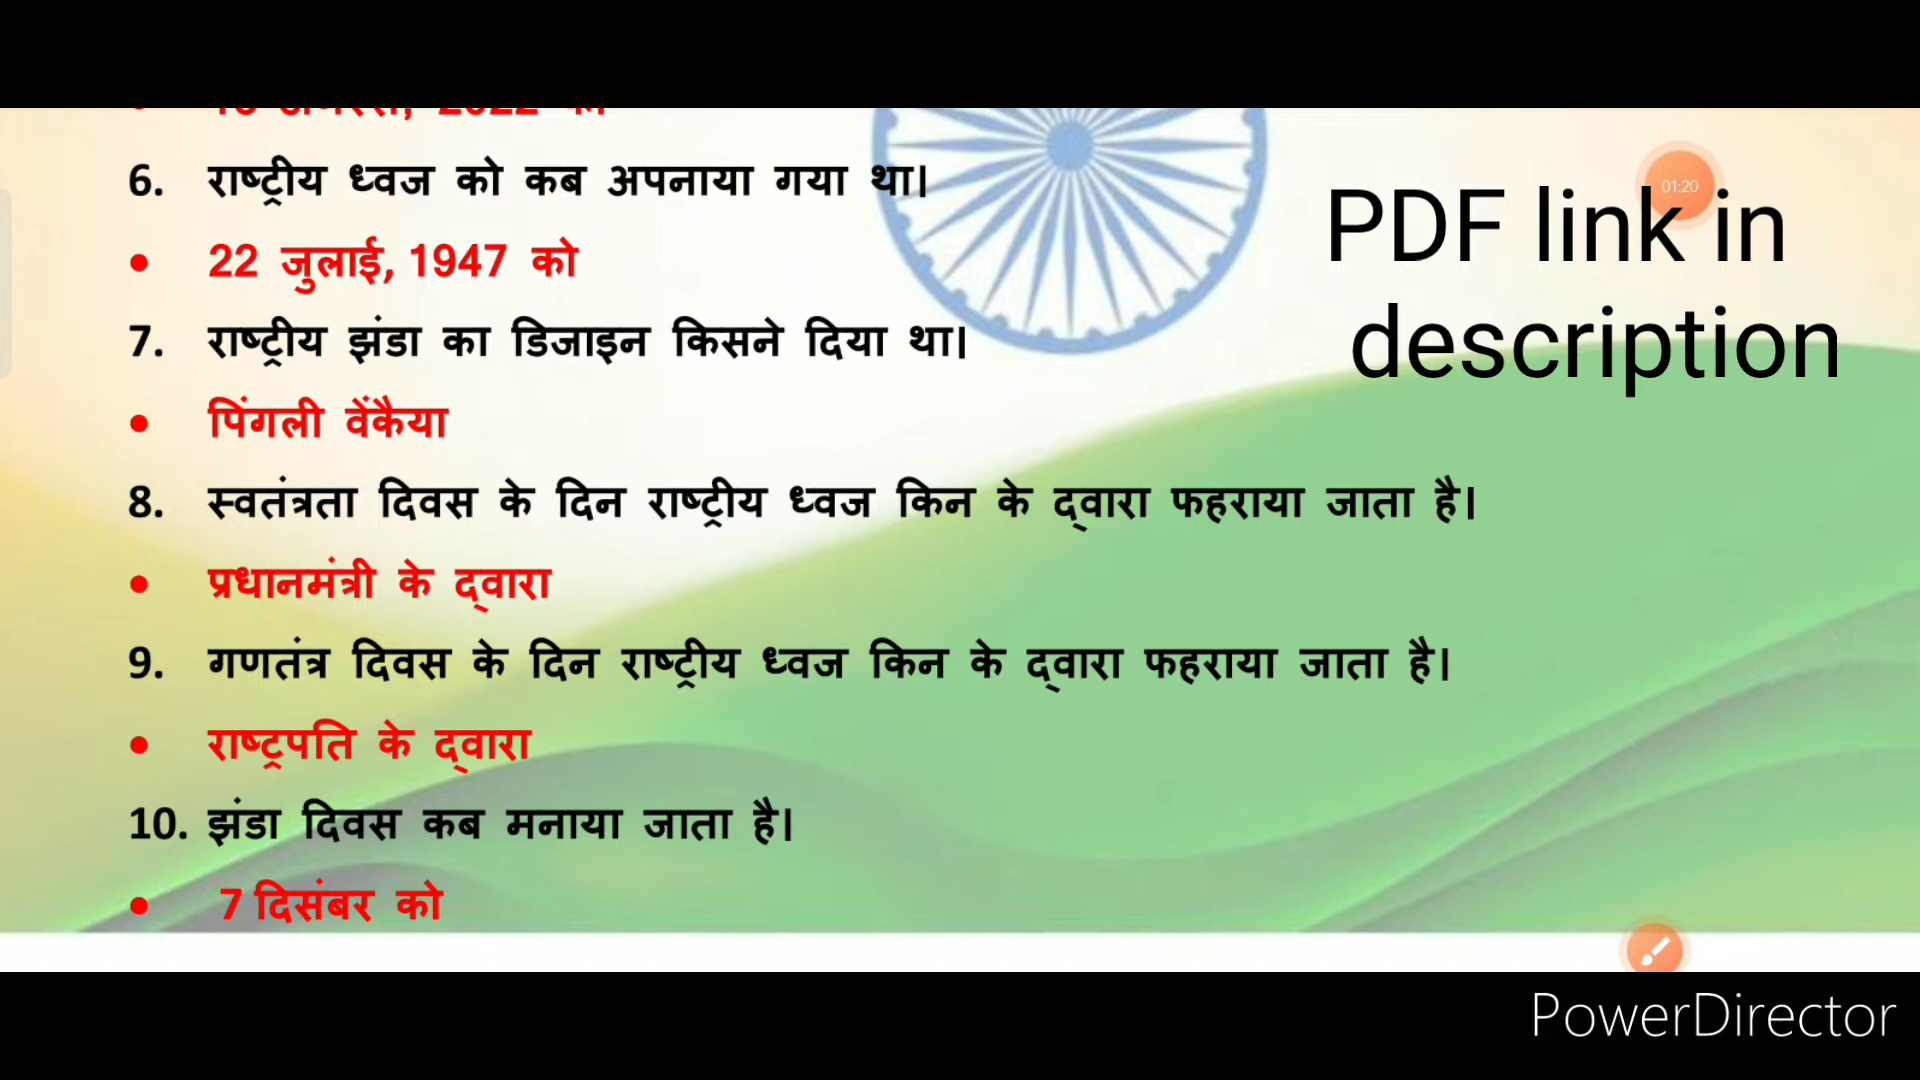 6. राष्ट्रीय ध्वज को कब अपनाया गया था।
• 22 जुलाई, 1947 को
7. राष्ट्रीय झंडा का डिजाइन किसने दिया था।
• पिंगली वेंकैया
8. स्वतंत्रता दिवस के दिन राष्ट्रीय ध्वज किन के द्वारा फहराया जाता है।
• प्रधानमंत्री के द्वारा
9. गणतंत्र दिवस के दिन राष्ट्रीय ध्वज किन के द्वारा फहराया जाता है।
• राष्ट्रपति के द्वारा
10. झंडा दिवस कब मनाया जाता है।
• 7 दिसंबर को
01:20
PDF link in
description
PowerDirector